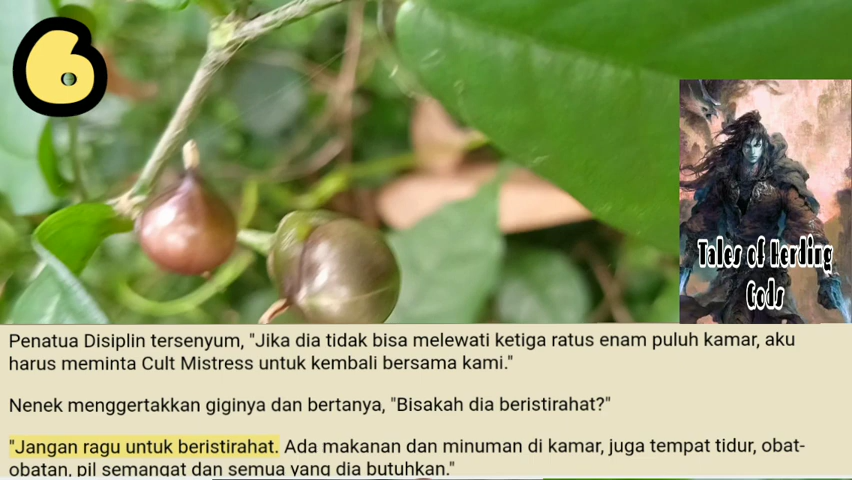 6
Tales of Herding
Gods
Penatua Disiplin tersenyum, "Jika dia tidak bisa melewati ketiga ratus enam puluh kamar, aku
harus meminta Cult Mistress untuk kembali bersama kami."
Nenek menggertakkan giginya dan bertanya, "Bisakah dia beristirahat?"
"Jangan ragu untuk beristirahat. Ada makanan dan minuman di kamar, juga tempat tidur, obat-
obatan, pil semangat dan semua yang dia butuhkan."